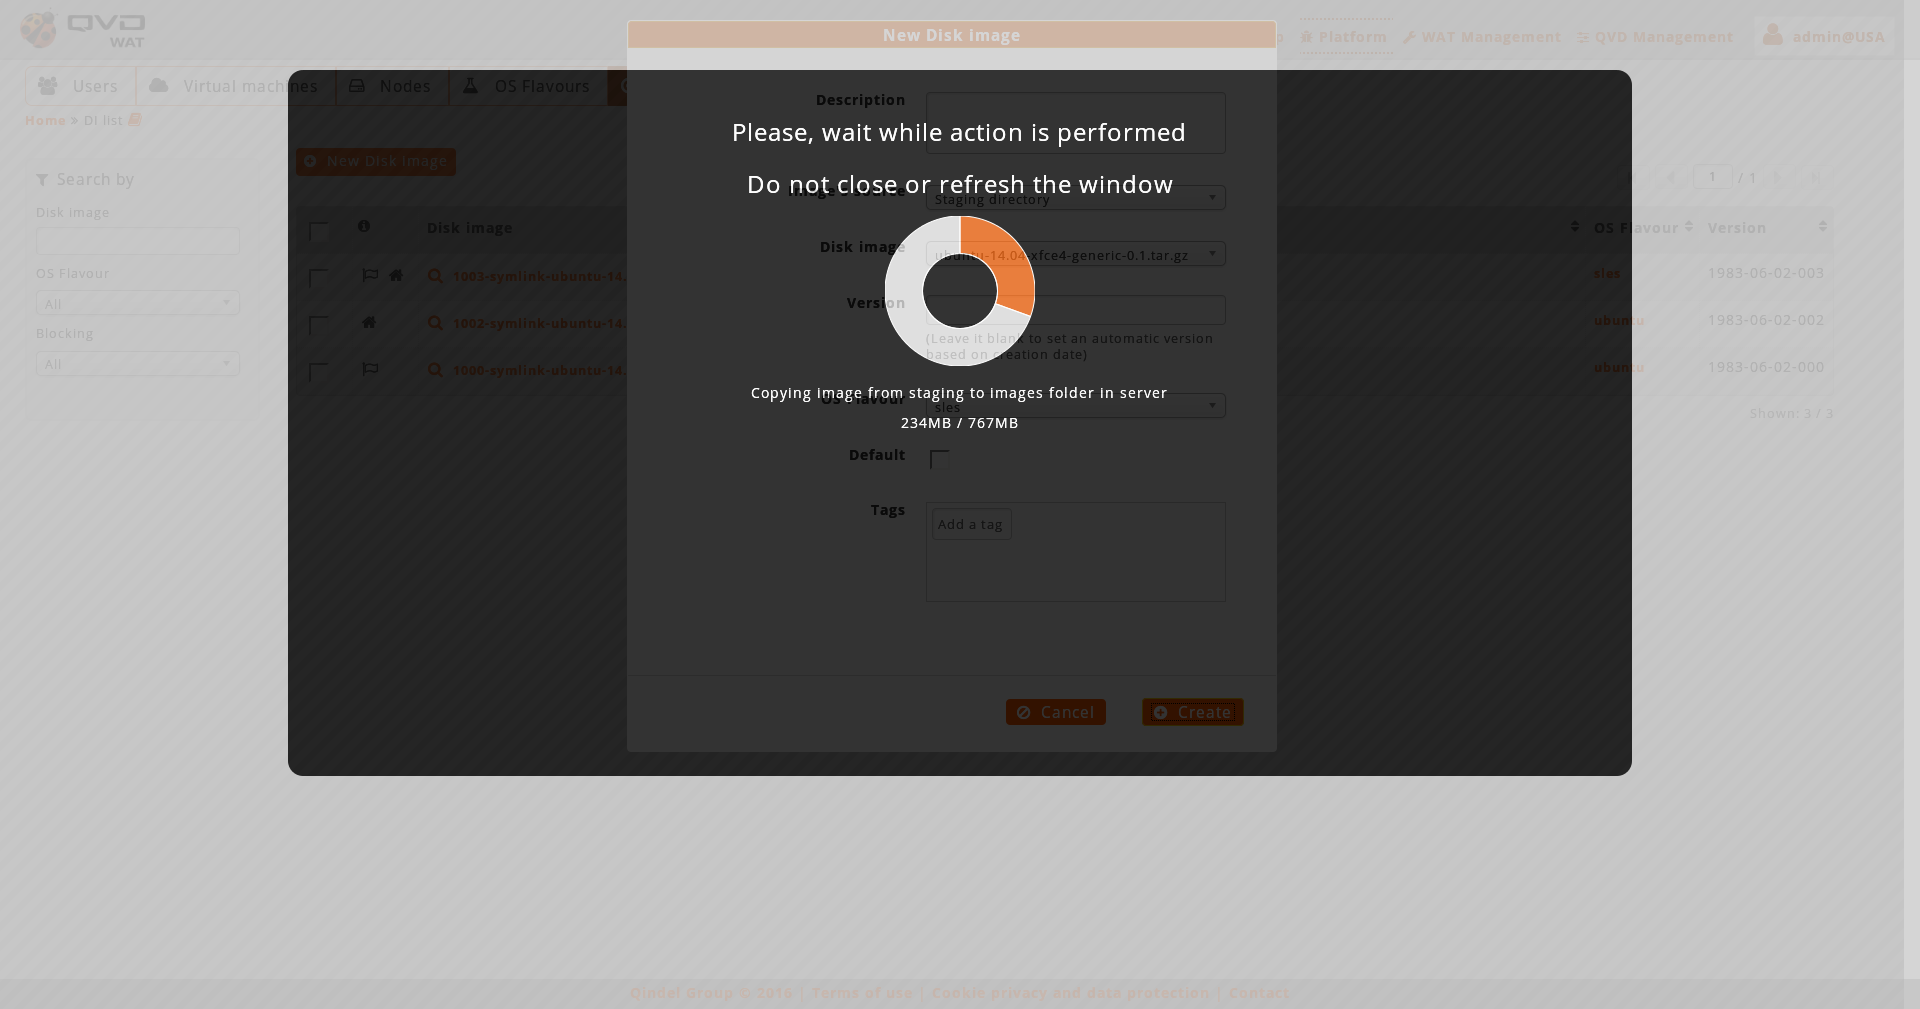 QVD
WAT
New Disk image
Platform
WAT Management
QVD Management
admin@USA
Users
Virtual machines
Nodes
OS Flavours
Home » DI list
Description
Please, wait while action is performed
New Disk image
Search by
Do not close or refresh the window
1 / 1
Staging directory
Disk image
Disk image
OS Flavour
Version
Disk image
ubuntu-14.04-xfce4-generic-0.1.tar.gz
OS Flavour
All
1003-symlink-ubuntu-14.
sles
1983-06-02-003
Version
1002-symlink-ubuntu-14.
ubuntu
1983-06-02-002
Blocking
All
(Leave it blank to set an automatic version
based on creation date)
1000-symlink-ubuntu-14.
ubuntu
1983-06-02-000
Copying image from staging to images folder in server
OS Flavour
sles
Shown: 3 / 3
234MB / 767MB
Default
Tags
Add a tag
Cancel
Create
Qindel Group © 2016 | Terms of use | Cookie privacy and data protection | Contact